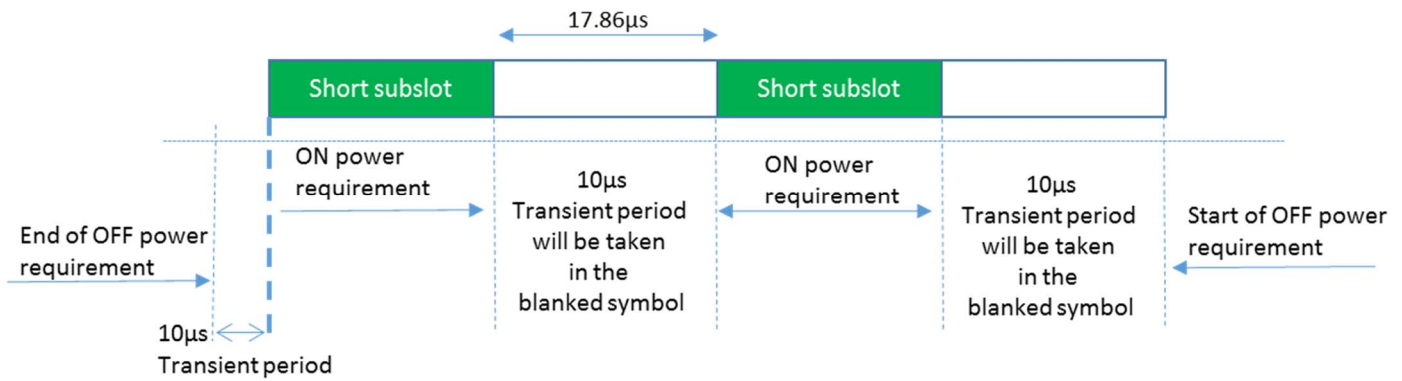 17.86µs
Short subslot
Short subslot
ON power
requirement
10µs
Transient period
will be taken
in the
blanked symbol
ON power
requirement
10µs
Transient period
will be taken
in the
blanked symbol
Start of OFF power
requirement
End of OFF power
requirement
10µs
Transient period